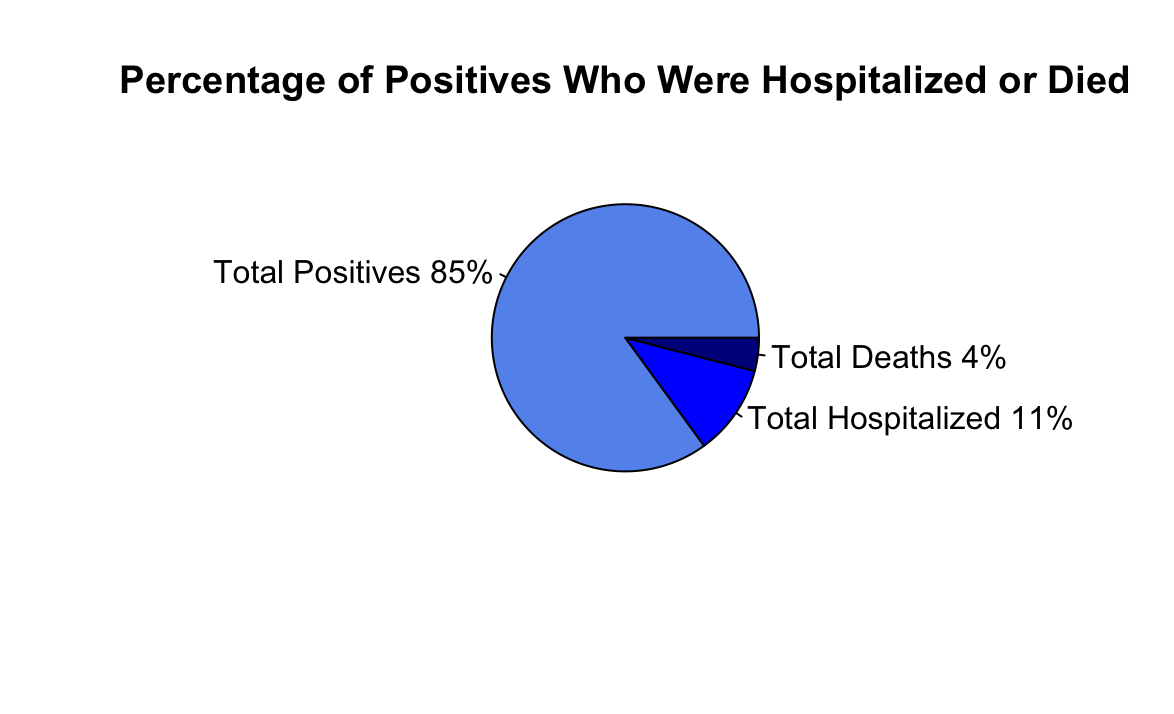 Percentage of Positives Who Were Hospitalized or Died
Total Positives 85%
Total Deaths 4%
Total Hospitalized 11%